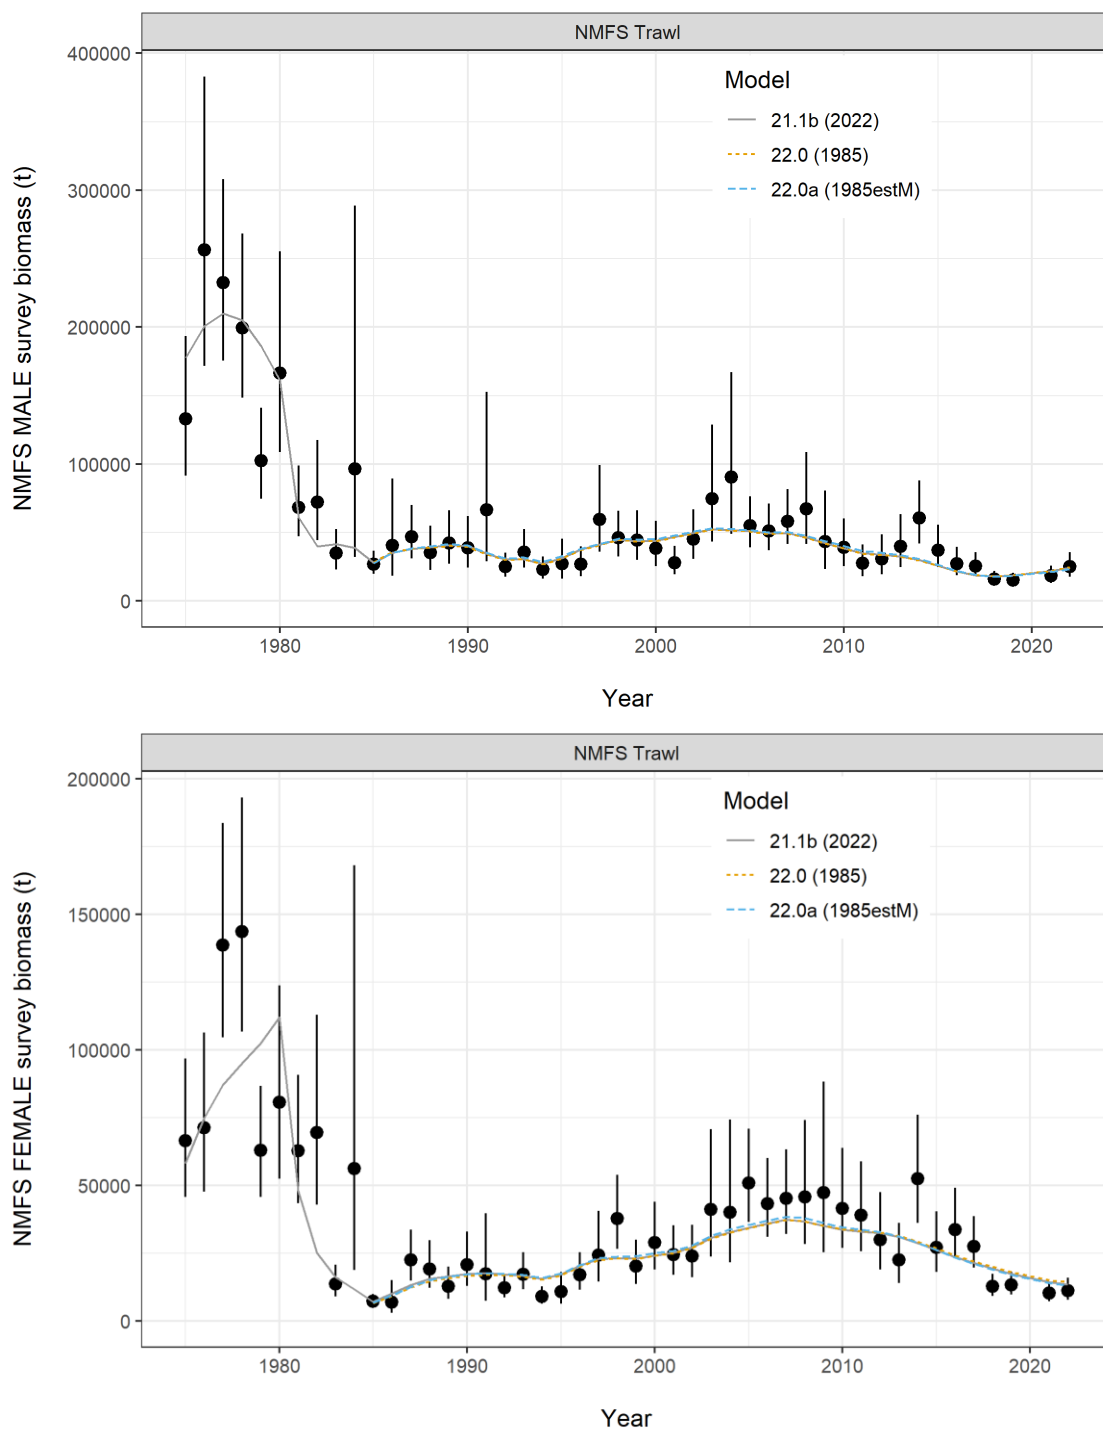 NMFS Trawl
400000
300000
200000
100000
0
NMFS MALE survey biomass (t)
Model
21.1b (2022)
22.0 (1985)
22.0a (1985estM)
1980
1990
2000
2010
2020
Year
NMFS Trawl
200000
150000
100000
50000
0
NMFS FEMALE survey biomass (t)
Model
21.1b (2022)
22.0 (1985)
22.0a (1985estM)
1980
1990
2000
2010
2020
Year